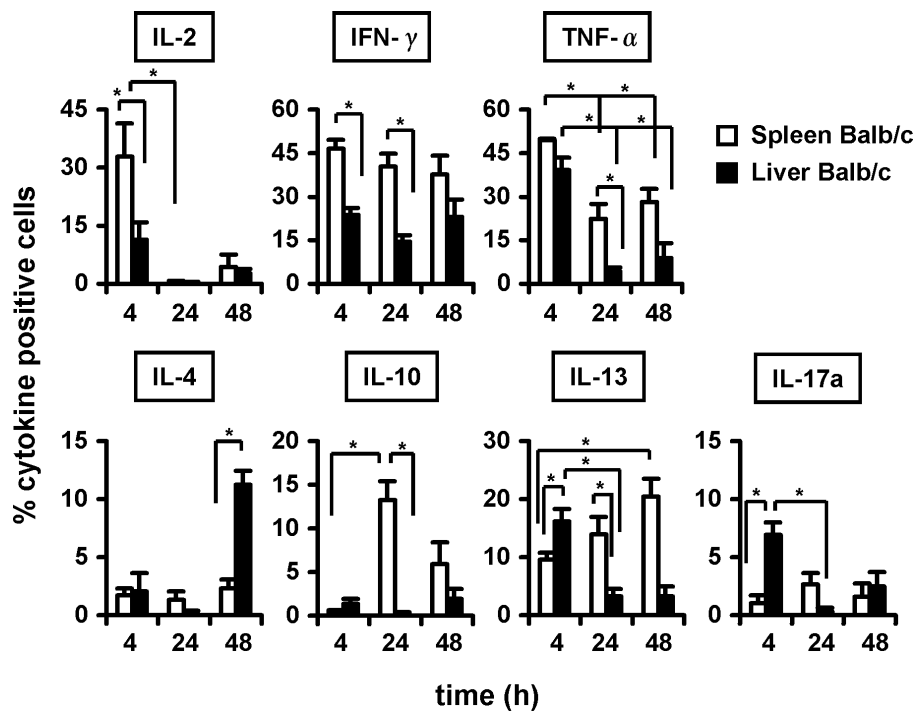 IL-2
IFN-γ
TNF-α
*
*
*
*
*
*
*
*
*
45
30
15
0
60
45
30
15
0
60
45
30
15
0
4 24 48
4 24 48
4 24 48
Spleen Balb/c
Liver Balb/c
% cytokine positive cells
IL-4
IL-10
IL-13
IL-17a
*
*
*
*
*
*
*
*
*
15
10
5
0
20
15
10
5
0
30
20
10
0
15
10
5
0
4 24 48
4 24 48
4 24 48
4 24 48
time (h)